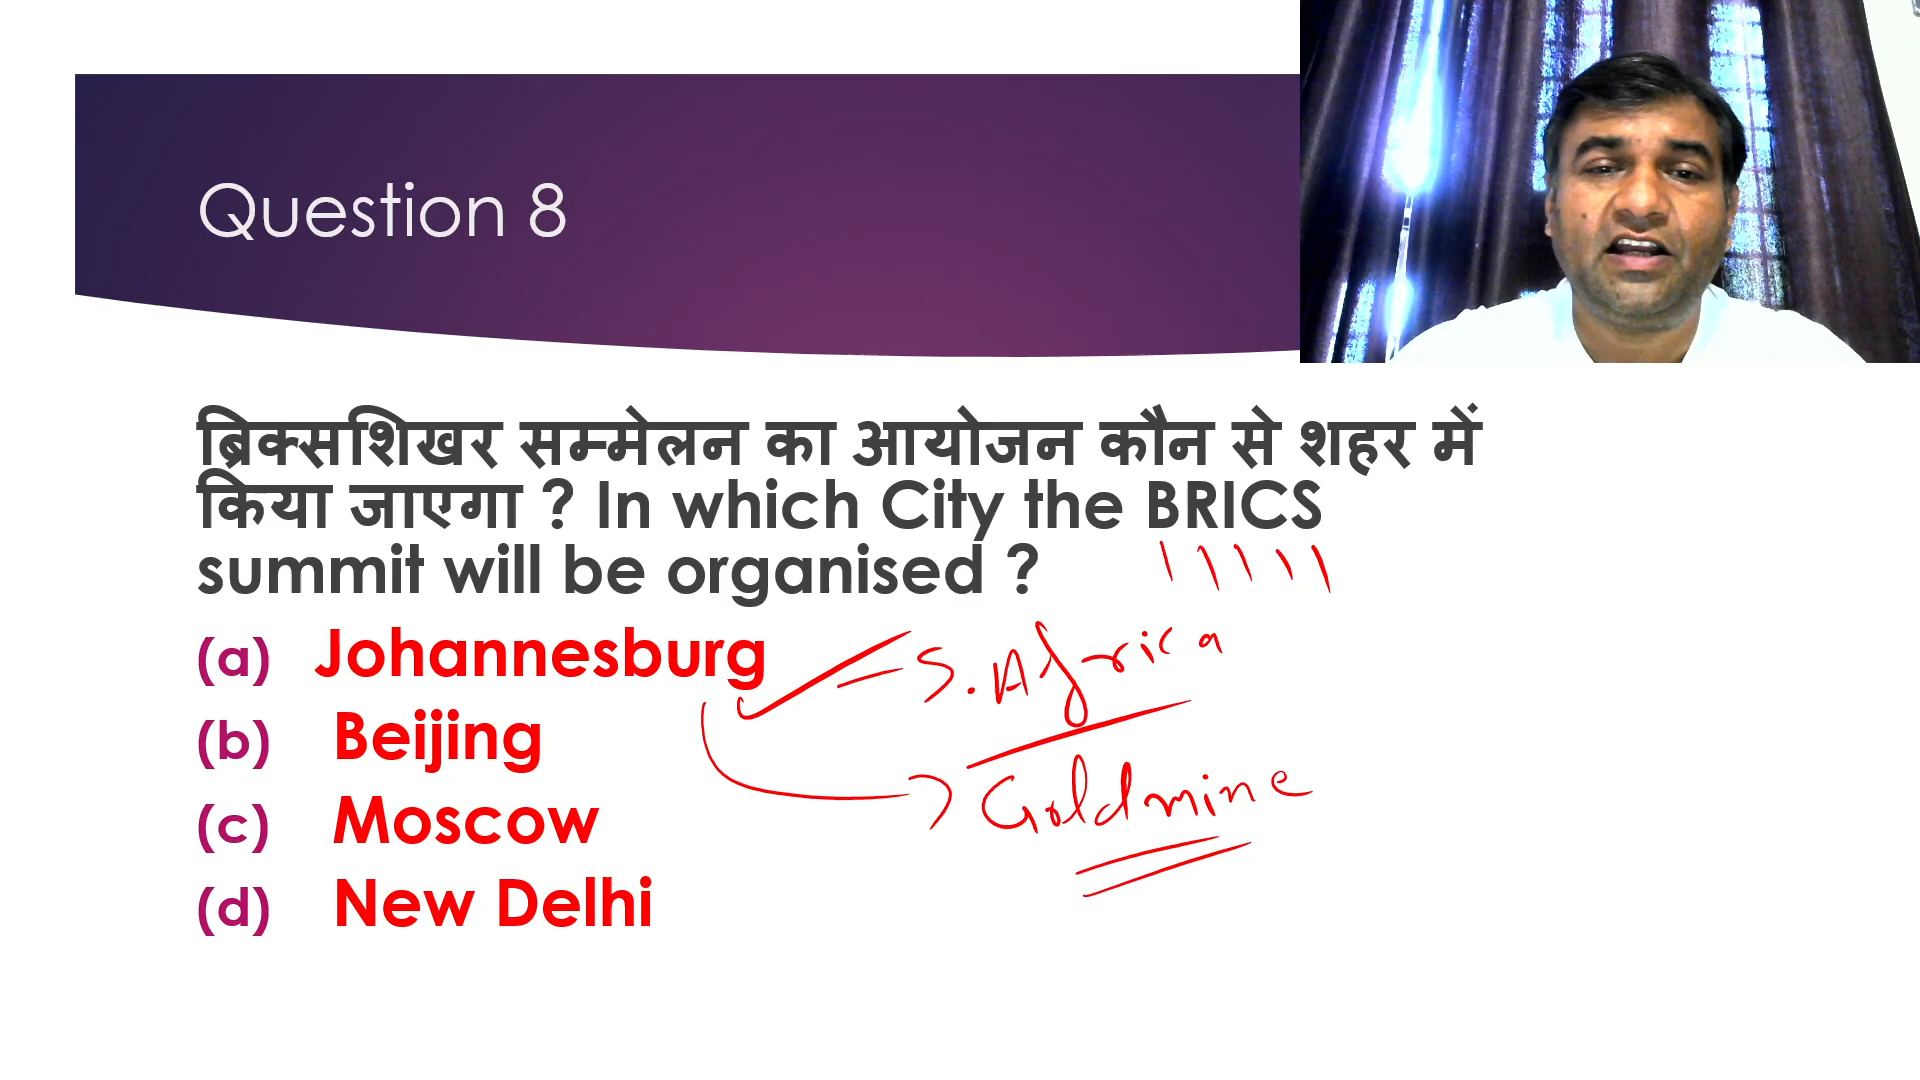 Question 8
ब्रिक्सशिखर सम्मेलन का आयोजन कौन से शहर में
किया जाएगा ? In which City the BRICS
summit will be organised ?
(a) Johannesburg
S. Africa
(b) Beijing
Goldmine
(c) Moscow
(d) New Delhi